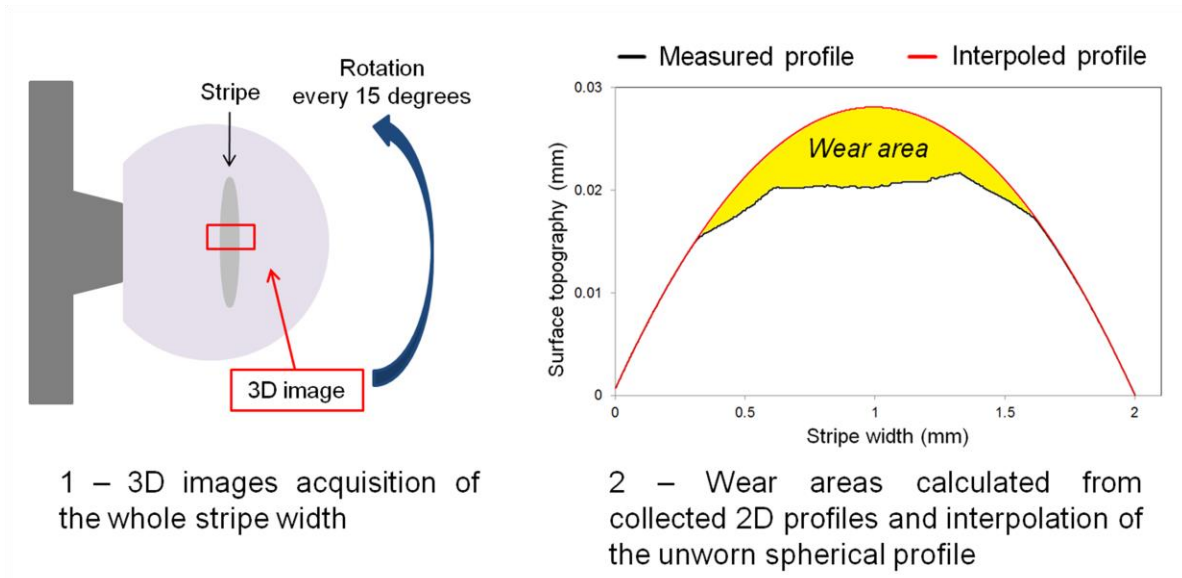 Stripe
Rotation
every 15 degrees
3D image
1 – 3D images acquisition of
the whole stripe width
Measured profile
Interpoled profile
Surface topography (mm)
0.03
0.02
0.01
0
Wear area
0
0.5
1
1.5
2
Stripe width (mm)
2 – Wear areas calculated from
collected 2D profiles and interpolation of
the unworn spherical profile